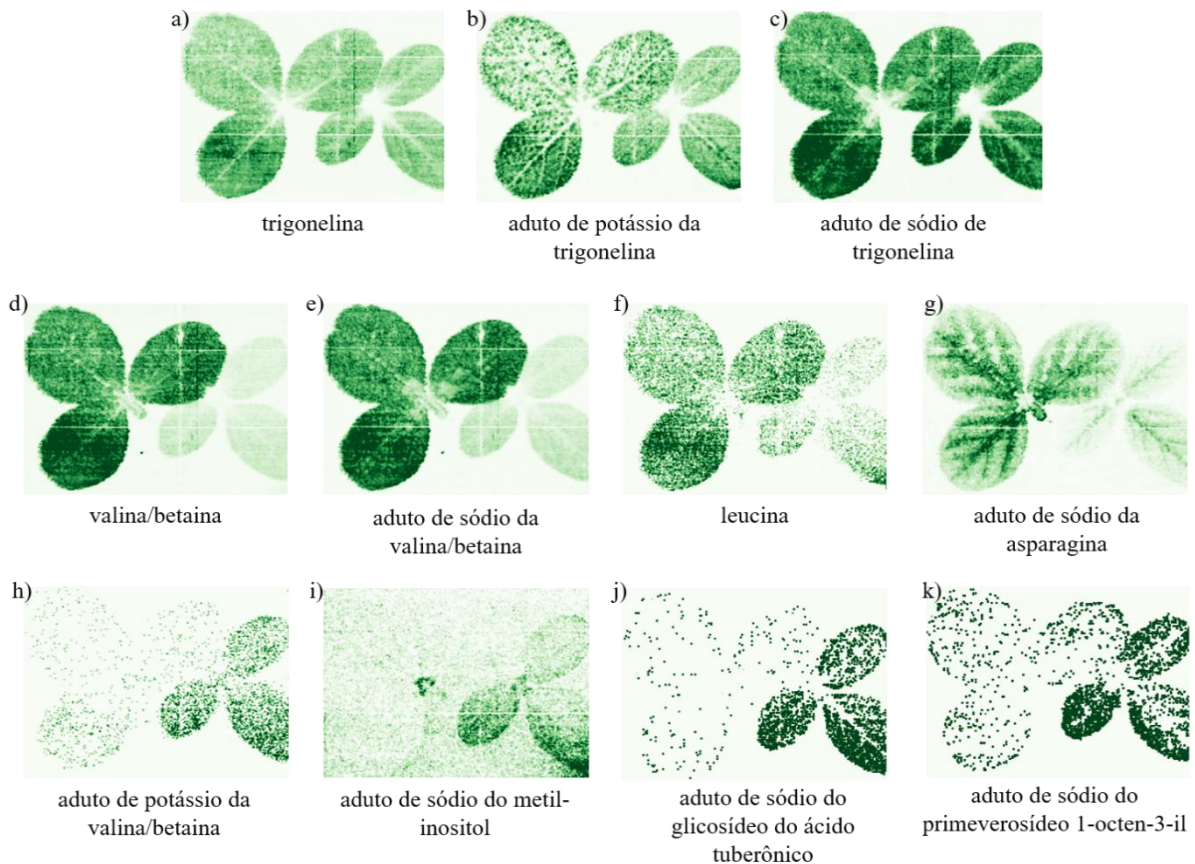 a)
b)
c)
trigonelina
aduto de potássio da
trigonelina
aduto de sódio de
trigonelina
d)
e)
f)
g)
valina/betaina
aduto de sódio da
valina/betaina
leucina
aduto de sódio da
asparagina
h)
i)
j)
k)
aduto de potássio da
valina/betaina
aduto de sódio do metil-
inositol
aduto de sódio do
glicosídeo do ácido
tuberônico
aduto de sódio do
primeverosídeo 1-octen-3-il